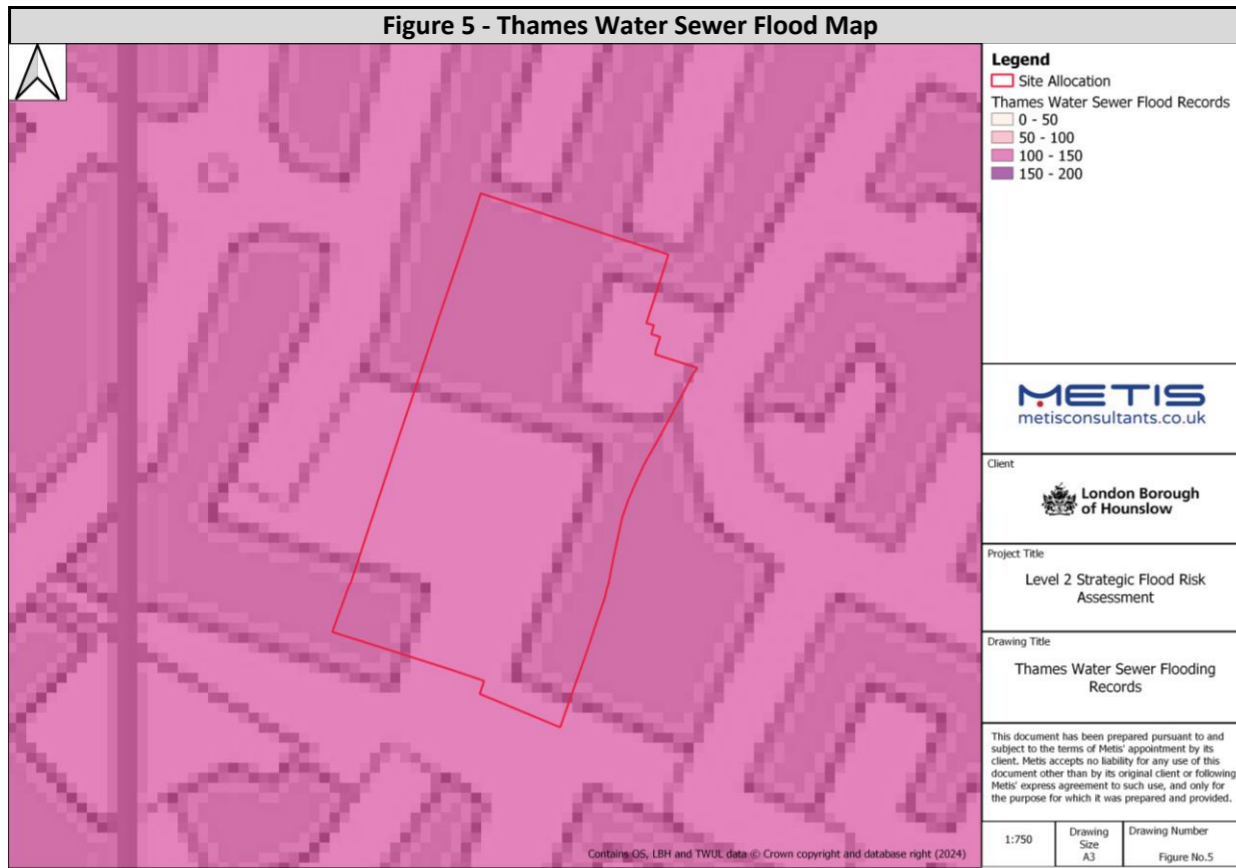 Figure 5 - Thames Water Sewer Flood Map
Legend
Site Allocation
Thames Water Sewer Flood Records
0 - 50
50 - 100
100 - 150
150 - 200
METIS
metisconsultants.co.uk
Client
London Borough
of Hounslow
Project Title
Level 2 Strategic Flood Risk
Assessment
Drawing Title
Thames Water Sewer Flooding
Records
This document has been prepared pursuant to and
subject to the terms of Metis' appointment by its
client. Metis accepts no liability for any use of this
document other than by its original client or following
Metis' express agreement to such use, and only for
the purpose for which it was prepared and provided.
1:750
Drawing
Size
A3
Drawing Number
Figure No.5
Contains OS, LBH and TWUL data © Crown copyright and database right (2024)